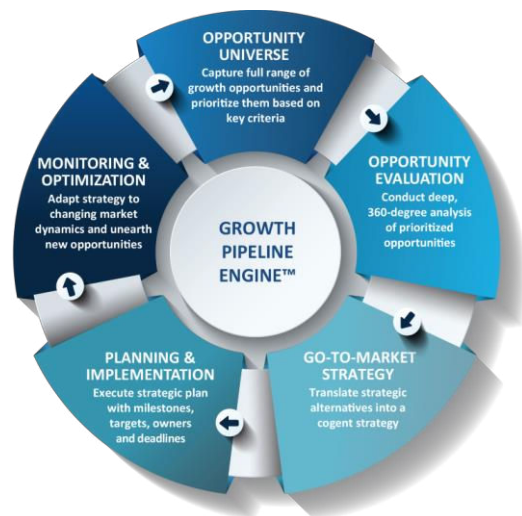 OPPORTUNITY
UNIVERSE
Capture full range of
growth opportunities and
prioritize them based on
key criteria
OPPORTUNITY
EVALUATION
Conduct deep,
360-degree analysis
of prioritized
opportunities
GO-TO-MARKET
STRATEGY
Translate strategic
alternatives into a
cogent strategy
PLANNING &
IMPLEMENTATION
Execute strategic plan
with milestones,
targets, owners
and deadlines
MONITORING &
OPTIMIZATION
Adapt strategy to
changing market
dynamics and unearth
new opportunities
GROWTH
PIPELINE
ENGINE™